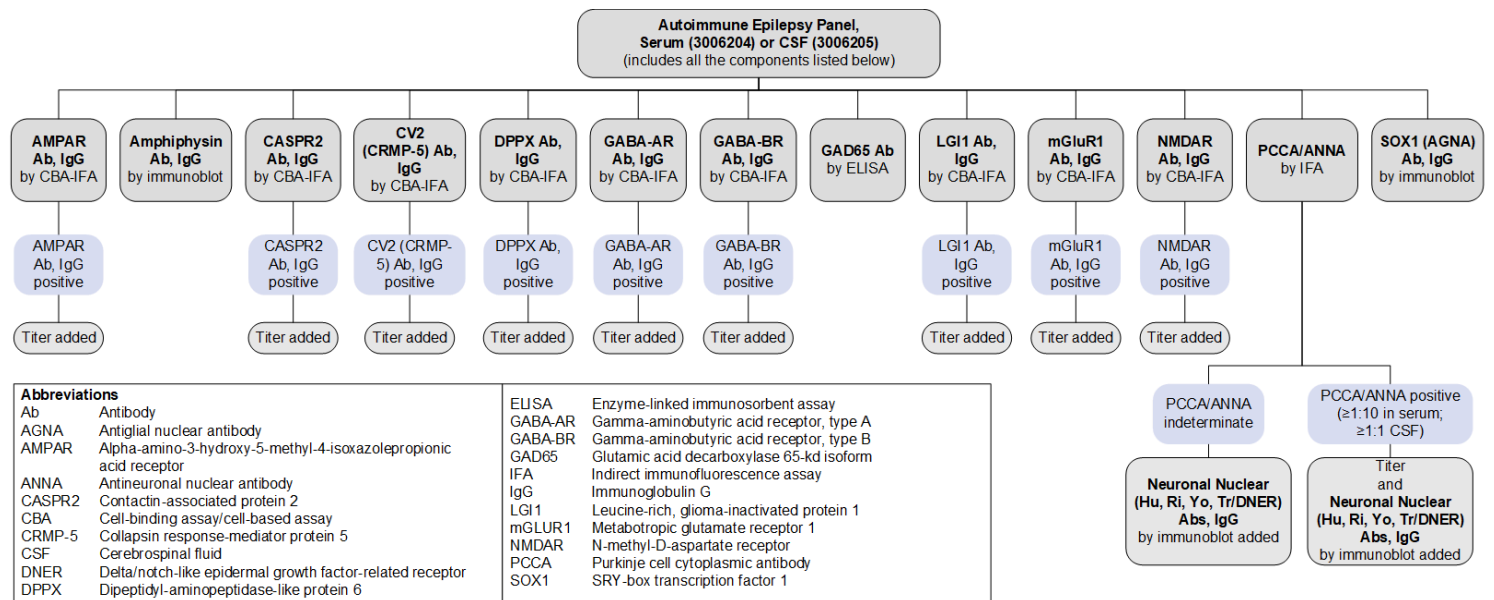 Autoimmune Epilepsy Panel,
Serum (3006204) or CSF (3006205)
(includes all the components listed below)
AMPAR
Ab, IgG
by CBA-IFA
Amphiphysin
Ab, IgG
by immunoblot
CASPR2
Ab, IgG
by CBA-IFA
CV2
(CRMP-5) Ab,
IgG
by CBA-IFA
DPPX Ab,
IgG
by CBA-IFA
GABA-AR
Ab, IgG
by CBA-IFA
GABA-BR
Ab, IgG
by CBA-IFA
GAD65 Ab
by ELISA
LGI1 Ab,
IgG
by CBA-IFA
mGluR1
Ab, IgG
by CBA-IFA
NMDAR
Ab, IgG
by CBA-IFA
PCCA/ANNA
by IFA
SOX1 (AGNA)
Ab, IgG
by immunoblot
AMPAR
Ab, IgG
positive
CASPR2
Ab, IgG
positive
CV2 (CRMP-
5) Ab, IgG
positive
DPPX Ab,
IgG
positive
GABA-AR
Ab, IgG
positive
GABA-BR
Ab, IgG
positive
LGI1 Ab,
IgG
positive
mGluR1
Ab, IgG
positive
NMDAR
Ab, IgG
positive
Titer added
Titer added
Titer added
Titer added
Titer added
Titer added
Titer added
Titer added
Titer added
PCCA/ANNA
indeterminate
PCCA/ANNA positive
(≥1:10 in serum;
≥1:1 CSF)
Neuronal Nuclear
(Hu, Ri, Yo, Tr/DNER)
Abs, IgG
by immunoblot added
Titer
and
Neuronal Nuclear
(Hu, Ri, Yo, Tr/DNER)
Abs, IgG
by immunoblot added
Abbreviations
Ab Antibody
AGNA Antiglial nuclear antibody
AMPAR Alpha-amino-3-hydroxy-5-methyl-4-isoxazolepropionic
acid receptor
ANNA Antineuronal nuclear antibody
CASPR2 Contactin-associated protein 2
CBA Cell-binding assay/cell-based assay
CRMP-5 Collapsin response-mediator protein 5
CSF Cerebrospinal fluid
DNER Delta/notch-like epidermal growth factor-related receptor
DPPX Dipeptidyl-aminopeptidase-like protein 6
ELISA Enzyme-linked immunosorbent assay
GABA-AR Gamma-aminobutyric acid receptor, type A
GABA-BR Gamma-aminobutyric acid receptor, type B
GAD65 Glutamic acid decarboxylase 65-kd isoform
IFA Indirect immunofluorescence assay
IgG Immunoglobulin G
LGI1 Leucine-rich, glioma-inactivated protein 1
mGLUR1 Metabotropic glutamate receptor 1
NMDAR N-methyl-D-aspartate receptor
PCCA Purkinje cell cytoplasmic antibody
SOX1 SRY-box transcription factor 1